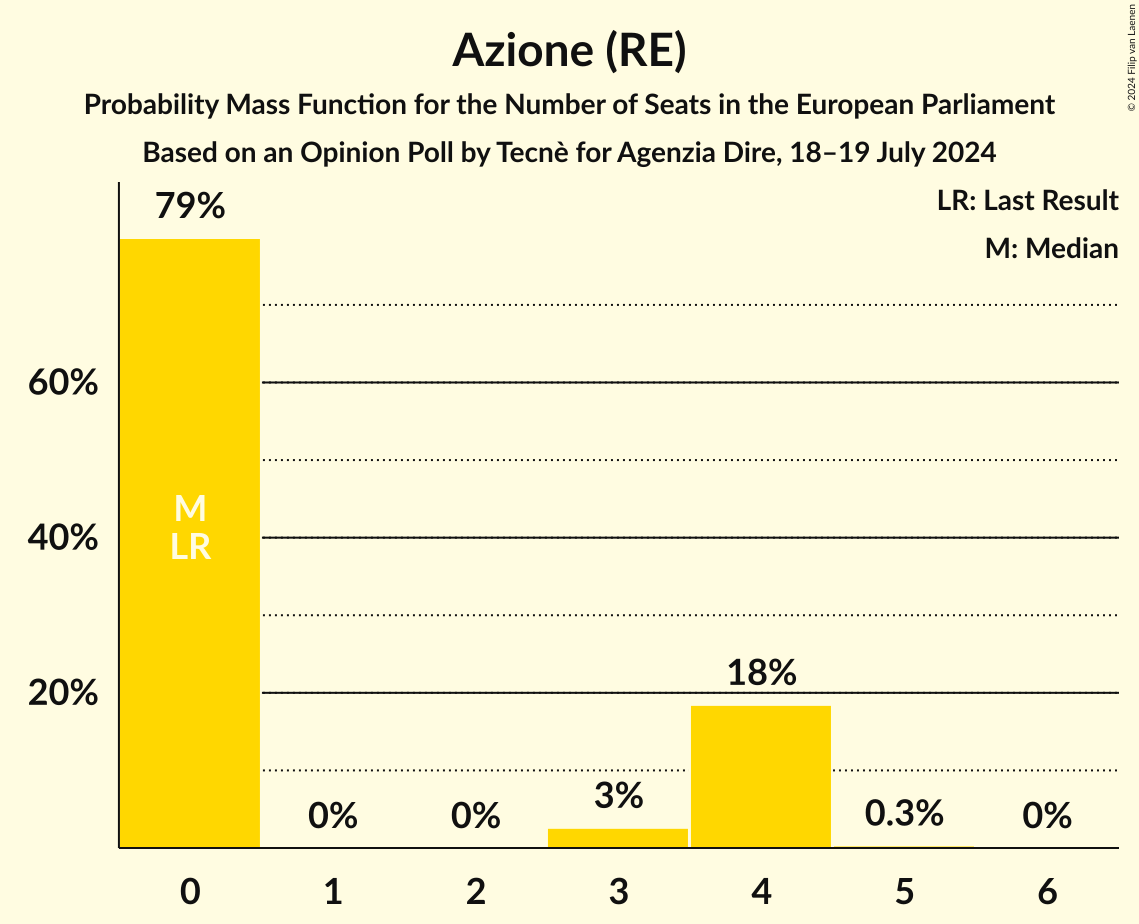 Azione (RE)
Probability Mass Function for the Number of Seats in the European Parliament
Based on an Opinion Poll by Tecnè for Agenzia Dire, 18–19 July 2024
© 2024 Filip van Laenen
LR: Last Result
M: Median
79%
60%
M
LR
40%
18%
20%
0%
0%
3%
0.3%
0%
0
1
2
3
4
5
6